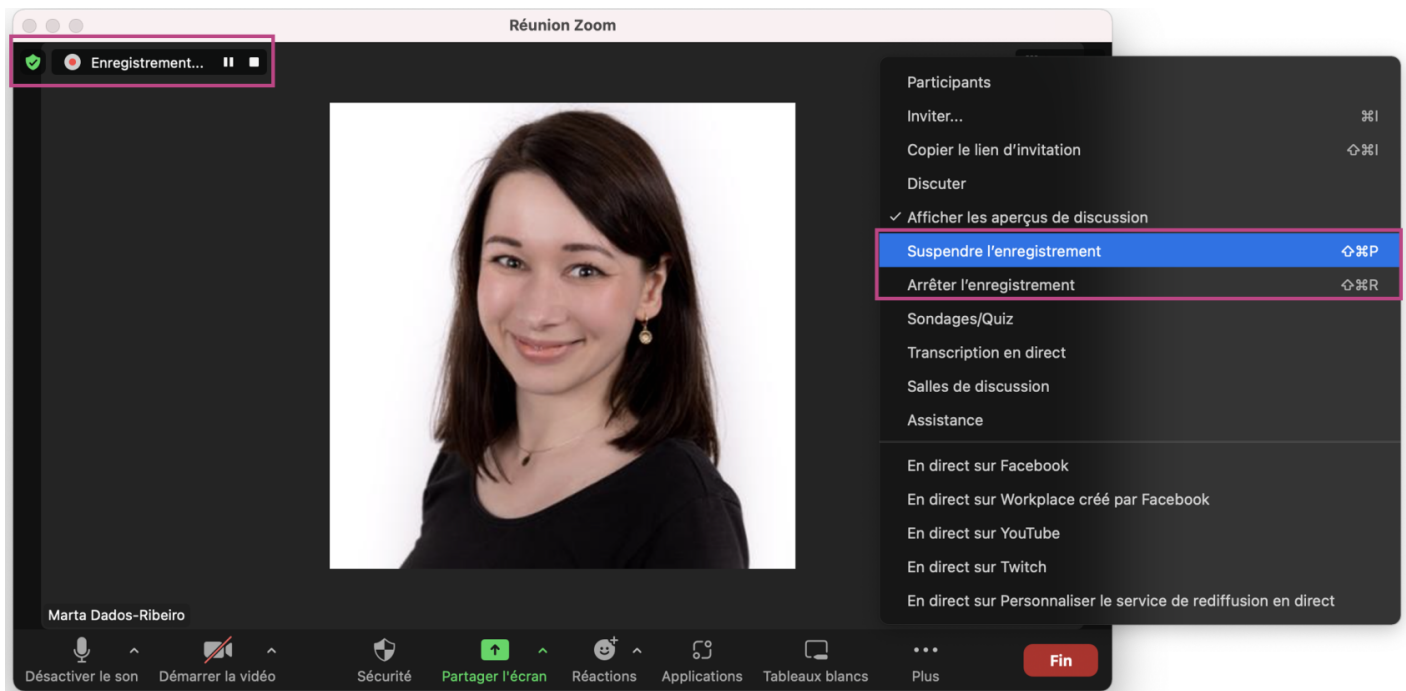 Réunion Zoom
Enregistrement...
Participants
Inviter... ⌘I
Copier le lien d'invitation ⇧⌘I
Discuter
✓ Afficher les aperçus de discussion
Suspendre l'enregistrement ⇧⌘P
Arrêter l'enregistrement ⇧⌘R
Sondages/Quiz
Transcription en direct
Salles de discussion
Assistance
En direct sur Facebook
En direct sur Workplace créé par Facebook
En direct sur YouTube
En direct sur Twitch
En direct sur Personnaliser le service de rediffusion en direct
Marta Dados-Ribeiro
Désactiver le son Démarrer la vidéo Sécurité Partager l'écran Réactions Applications Tableaux blancs Plus Fin